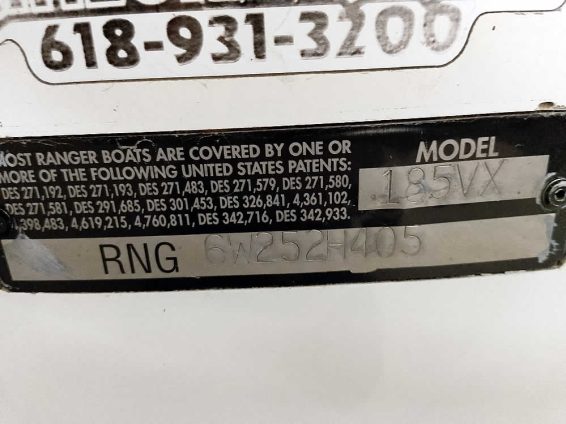 618-931-3200
MOST RANGER BOATS ARE COVERED BY ONE OR
MORE OF THE FOLLOWING UNITED STATES PATENTS:
DES 271,192, DES 271,193, DES 271,483, DES 271,579, DES 271,580,
DES 271,581, DES 291,685, DES 301,453, DES 326,841, 4,361,102,
4,398,483, 4,619,215, 4,760,811, DES 342,716, DES 342,933.
MODEL
185VX
RNG 6W252H405